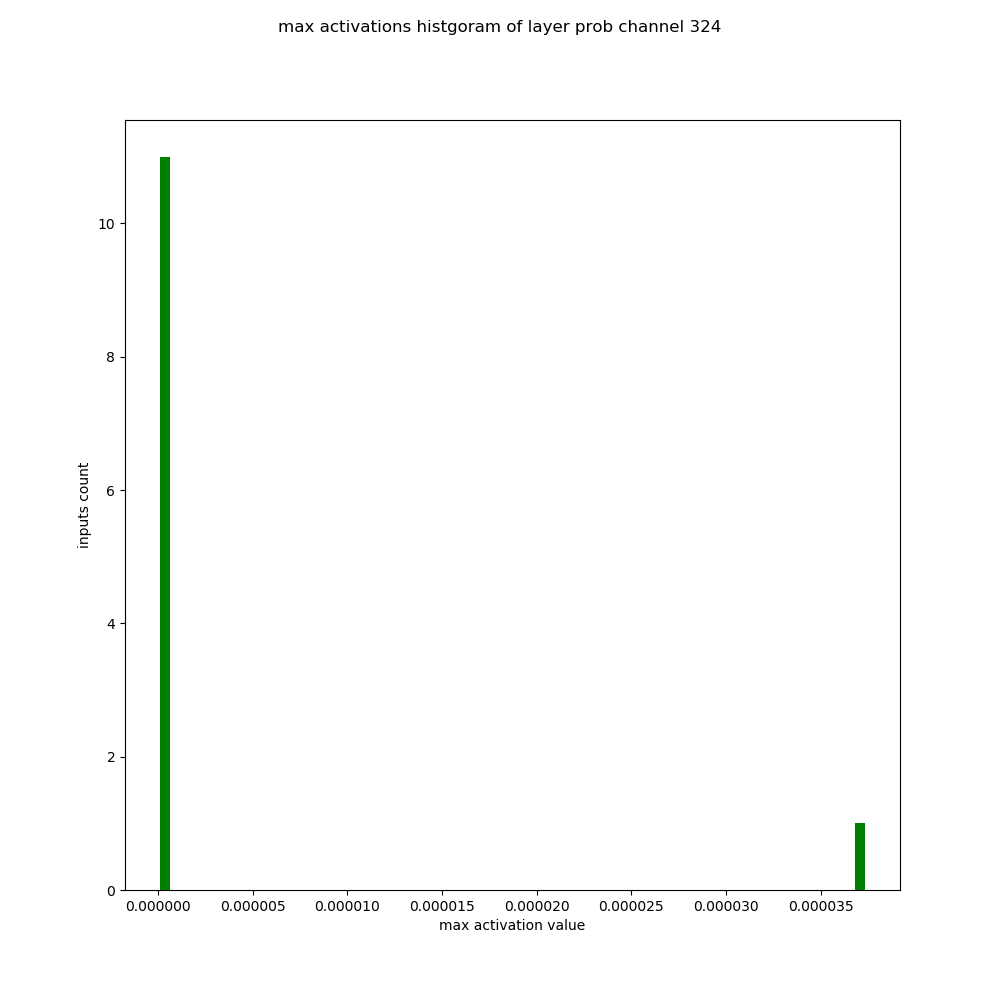 max activations histgoram of layer prob channel 324
10
8
6
4
2
0
inputs count
0.000000 0.000005 0.000010 0.000015 0.000020 0.000025 0.000030 0.000035
max activation value